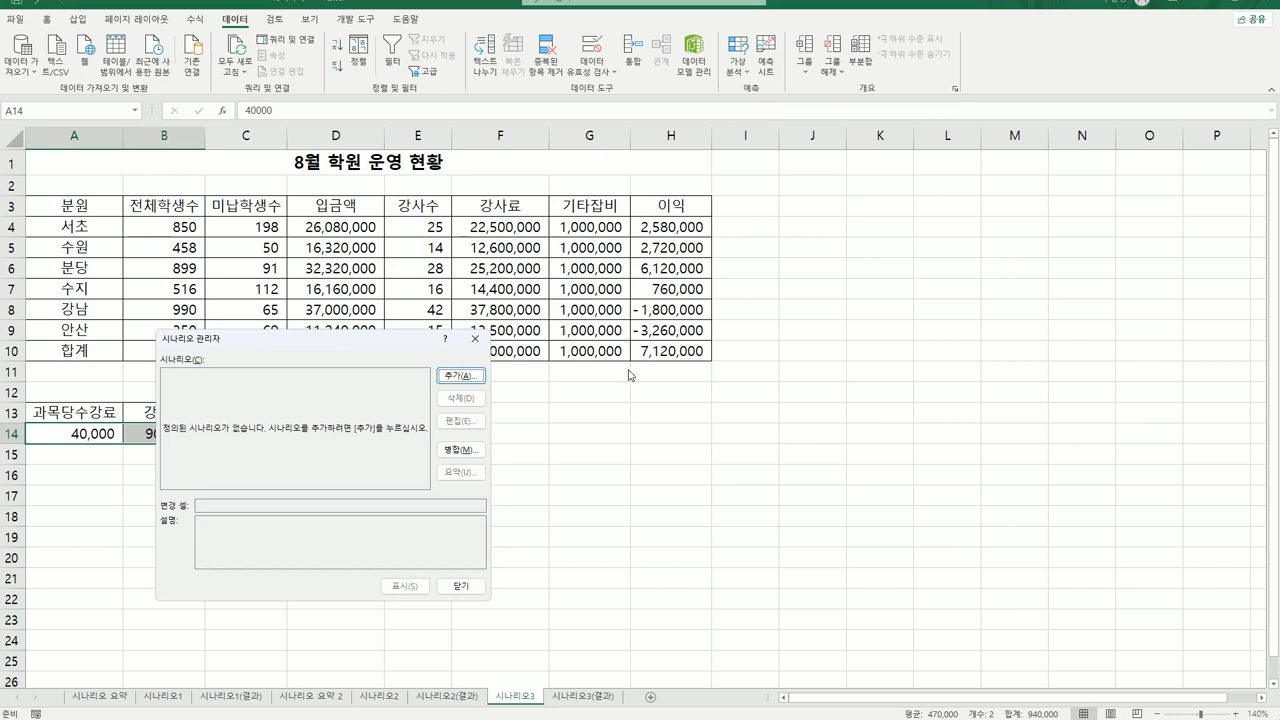 파일 홈 삽입 페이지 레이아웃 수식 데이터 검토 보기 개발 도구 도움말 공유
데이터 가져오기 텍스트/CSV 웹 테이블/범위에서 최근에 사용한 원본 기존 연결 모두 새로 고침 쿼리 및 연결 속성 연결 편집 정렬 필터 지우기 다시 적용 고급 텍스트 나누기 빠른 채우기 중복된 항목 제거 데이터 유효성 검사 통합 관계 데이터 모델 관리 가상 분석 예측 시트 그룹 그룹 해제 부분합 하위 수준 표시 하위 수준 숨기기
데이터 가져오기 및 변환 쿼리 및 연결 정렬 및 필터 데이터 도구 예측 개요
A14 fx 40000
A B C D E F G H I J K L M N O P
1 8월 학원 운영 현황
2
3 분원 전체학생수 미납학생수 입금액 강사수 강사료 기타잡비 이익
4 서초 850 198 26,080,000 25 22,500,000 1,000,000 2,580,000
5 수원 458 50 16,320,000 14 12,600,000 1,000,000 2,720,000
6 분당 899 91 32,320,000 28 25,200,000 1,000,000 6,120,000
7 수지 516 112 16,160,000 16 14,400,000 1,000,000 760,000
8 강남 990 65 37,000,000 42 37,800,000 1,000,000 - 1,800,000
9 안산 1,000,000 - 3,260,000
10 합계 1,000,000 7,120,000
시나리오 관리자 ? ×
시나리오(C):
정의된 시나리오가 없습니다. 시나리오를 추가하려면 [추가]를 누르십시오.
추가(A)...
삭제(D)
편집(E)...
병합(M)...
요약(U)...
변경 셀:
설명:
표시(S) 닫기
11
12
13 과목당수강료 강
14 40,000 90
15
16
17
18
19
20
21
22
23
24
25
26
시나리오 요약 시나리오1 시나리오1(결과) 시나리오 요약 2 시나리오2 시나리오2(결과) 시나리오3 시나리오3(결과)
준비 평균: 470,000 개수: 2 합계: 940,000 140%